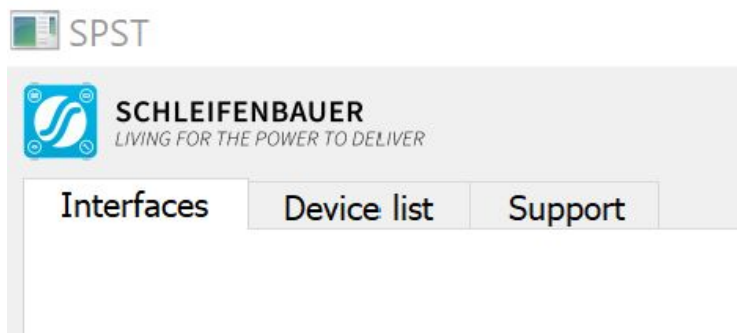 SPST
SCHLEIFENBAUER
LIVING FOR THE POWER TO DELIVER
Interfaces Device list Support